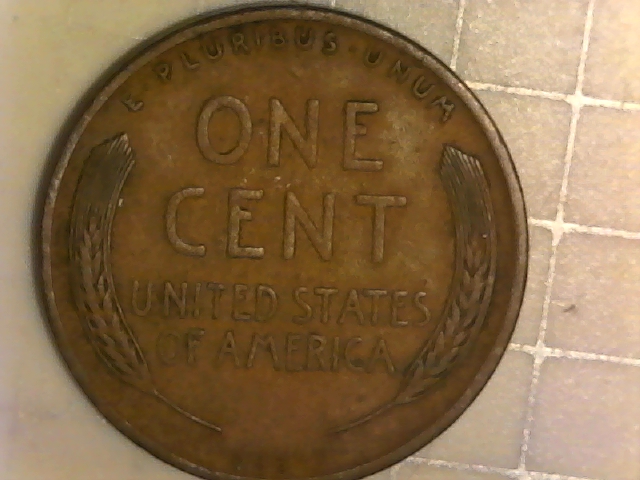 E · PLURIBUS · UNUM
ONE
CENT
UNITED STATES
OF AMERICA